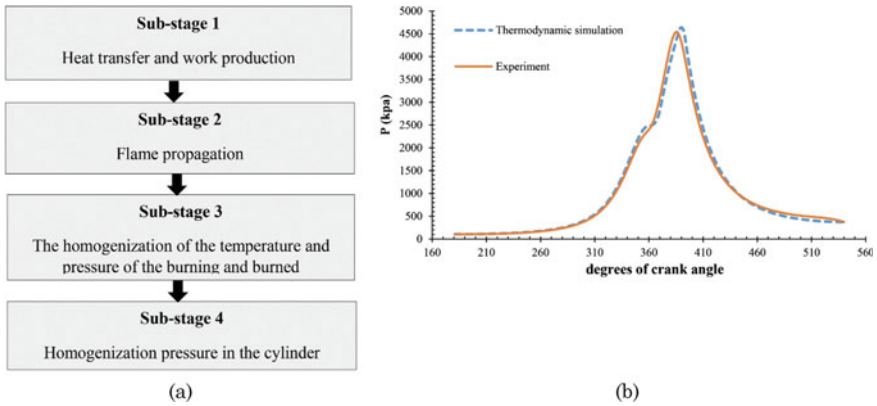 Sub-stage 1
Heat transfer and work production
Sub-stage 2
Flame propagation
Sub-stage 3
The homogenization of the temperature and
pressure of the burning and burned
Sub-stage 4
Homogenization pressure in the cylinder
(a)
5000
4500
4000
3500
3000
2500
2000
1500
1000
500
0
P (kpa)
Thermodynamic simulation
Experiment
160 210 260 310 360 410 460 510 560
degrees of crank angle
(b)